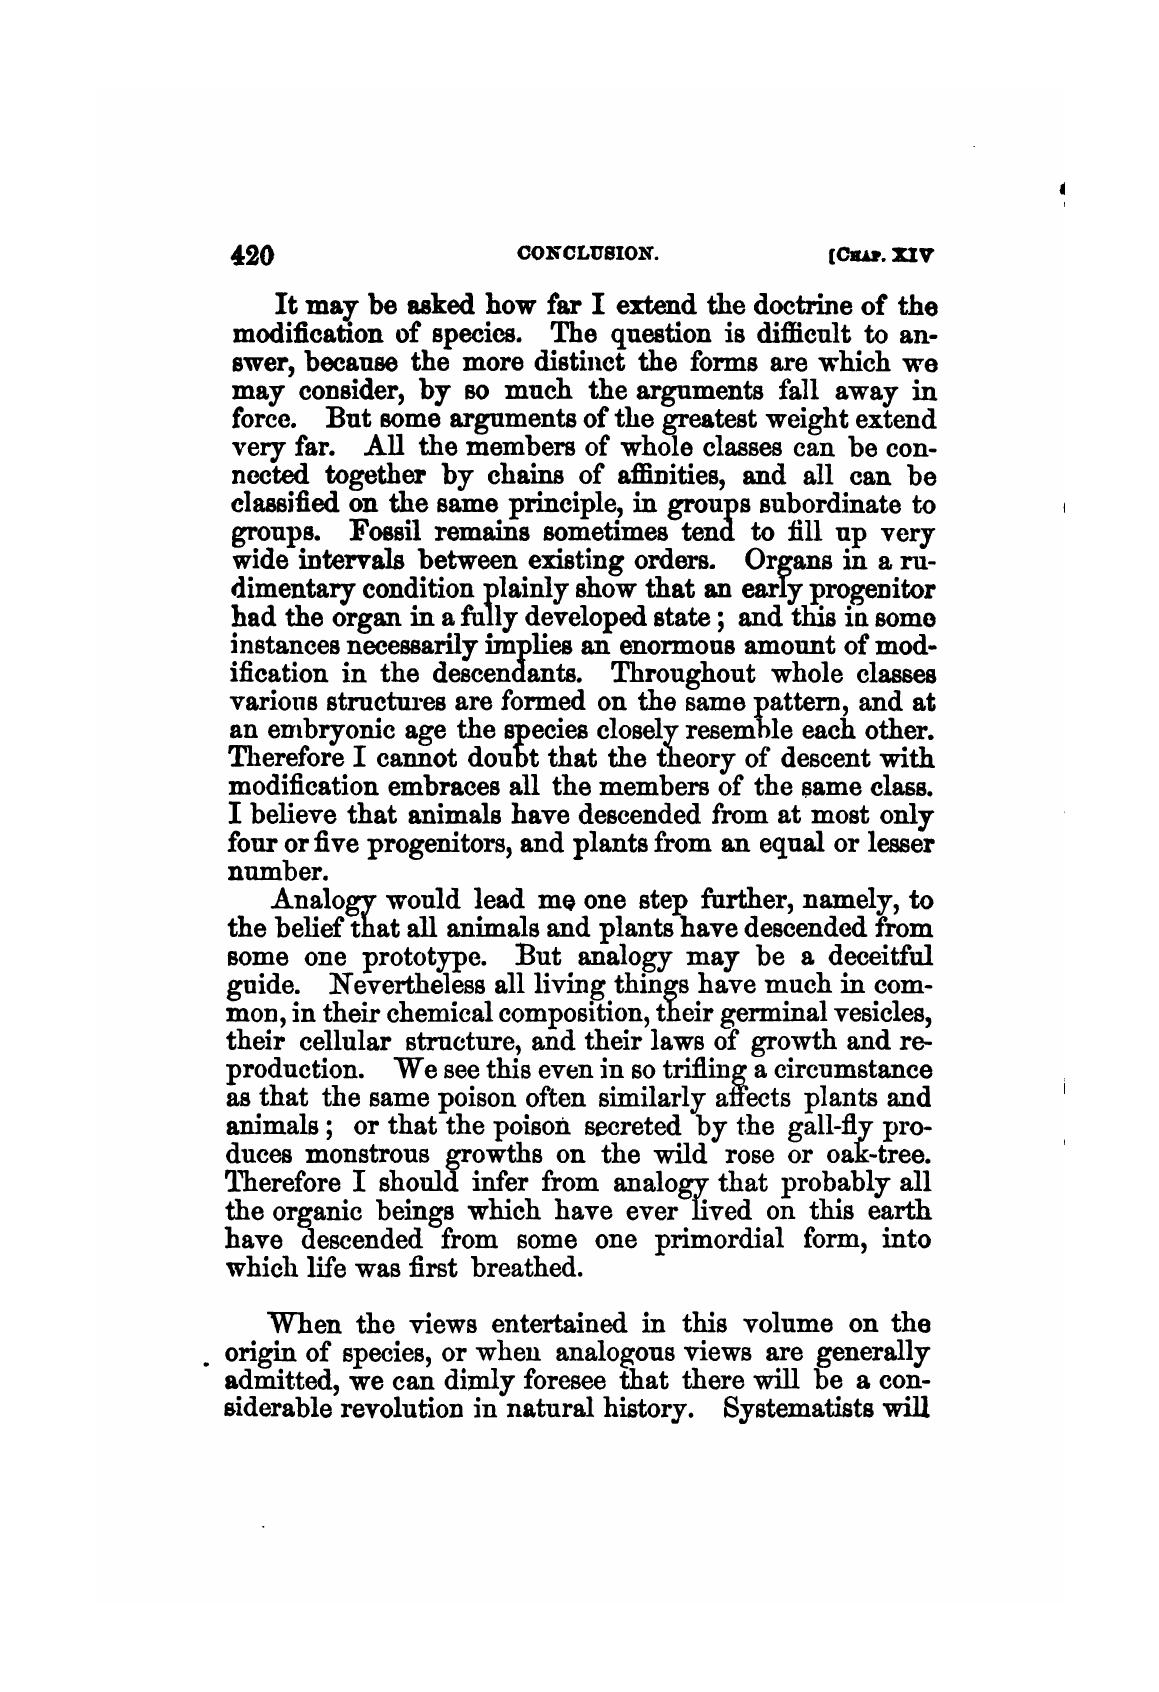 420 CONCLUSION. [CHAP. XIV
It may be asked how far I extend the doctrine of the
modification of species. The question is difficult to an-
swer, because the more distinct the forms are which we
may consider, by so much the arguments fall away in
force. But some arguments of the greatest weight extend
very far. All the members of whole classes can be con-
nected together by chains of affinities, and all can be
classified on the same principle, in groups subordinate to
groups. Fossil remains sometimes tend to fill up very
wide intervals between existing orders. Organs in a ru-
dimentary condition plainly show that an early progenitor
had the organ in a fully developed state; and this in some
instances necessarily implies an enormous amount of mod-
ification in the descendants. Throughout whole classes
various structures are formed on the same pattern, and at
an embryonic age the species closely resemble each other.
Therefore I cannot doubt that the theory of descent with
modification embraces all the members of the same class.
I believe that animals have descended from at most only
four or five progenitors, and plants from an equal or lesser
number.
Analogy would lead me one step further, namely, to
the belief that all animals and plants have descended from
some one prototype. But analogy may be a deceitful
guide. Nevertheless all living things have much in com-
mon, in their chemical composition, their germinal vesicles,
their cellular structure, and their laws of growth and re-
production. We see this even in so trifling a circumstance
as that the same poison often similarly affects plants and
animals; or that the poison secreted by the gall-fly pro-
duces monstrous growths on the wild rose or oak-tree.
Therefore I should infer from analogy that probably all
the organic beings which have ever lived on this earth
have descended from some one primordial form, into
which life was first breathed.
When the views entertained in this volume on the
origin of species, or when analogous views are generally
admitted, we can dimly foresee that there will be a con-
siderable revolution in natural history. Systematists will